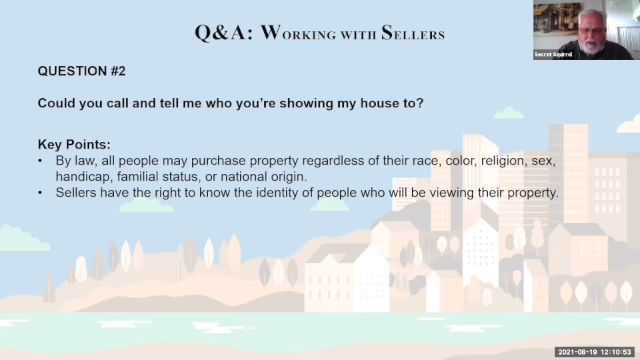 Q&A: WORKING WITH SELLERS
Secret Squirrel
QUESTION #2
Could you call and tell me who you're showing my house to?
Key Points:
• By law, all people may purchase property regardless of their race, color, religion, sex,
handicap, familial status, or national origin.
• Sellers have the right to know the identity of people who will be viewing their property.
2021-08-19 12:10:53